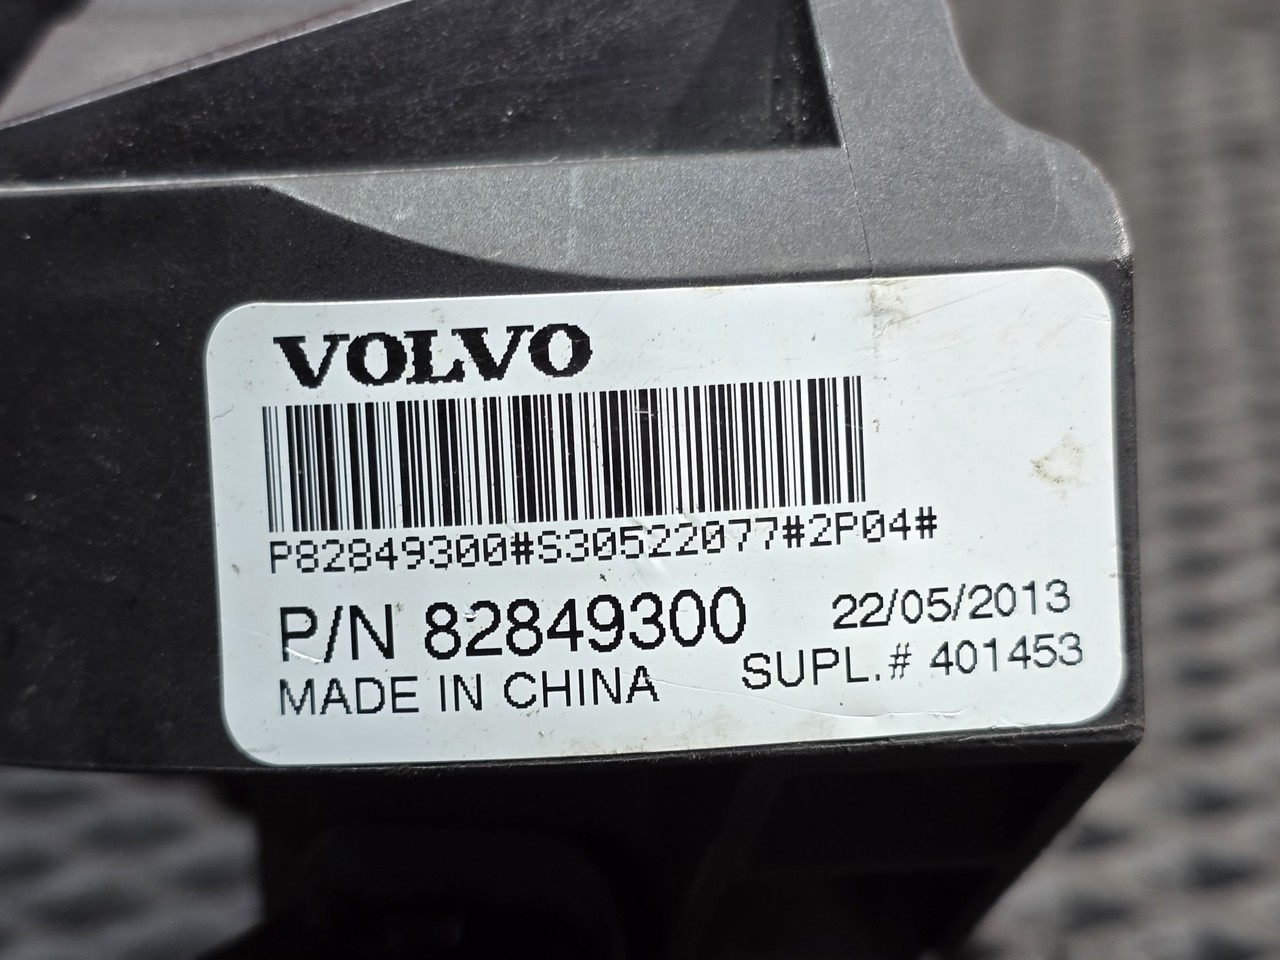 VOLVO
P82849300#S30522077#2P04#
P/N 82849300 22/05/2013
MADE IN CHINA SUPL.# 401453